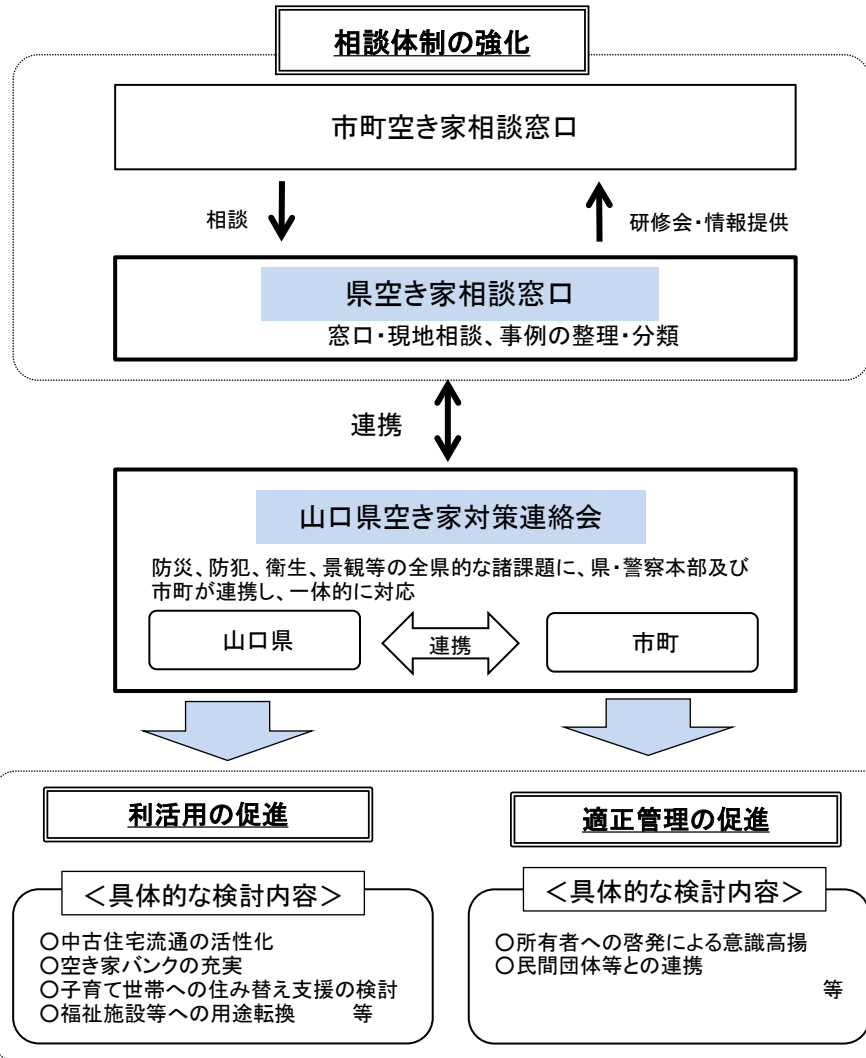 相談体制の強化
市町空き家相談窓口
相談
研修会・情報提供
県空き家相談窓口
窓口・現地相談、事例の整理・分類
連携
山口県空き家対策連絡会
防災、防犯、衛生、景観等の全県的な諸課題に、県・警察本部及び
市町が連携し、一体的に対応
山口県
連携
市町
利活用の促進
適正管理の促進
＜具体的な検討内容＞
○中古住宅流通の活性化
○空き家バンクの充実
○子育て世帯への住み替え支援の検討
○福祉施設等への用途転換　　等
＜具体的な検討内容＞
○所有者への啓発による意識高揚
○民間団体等との連携
等